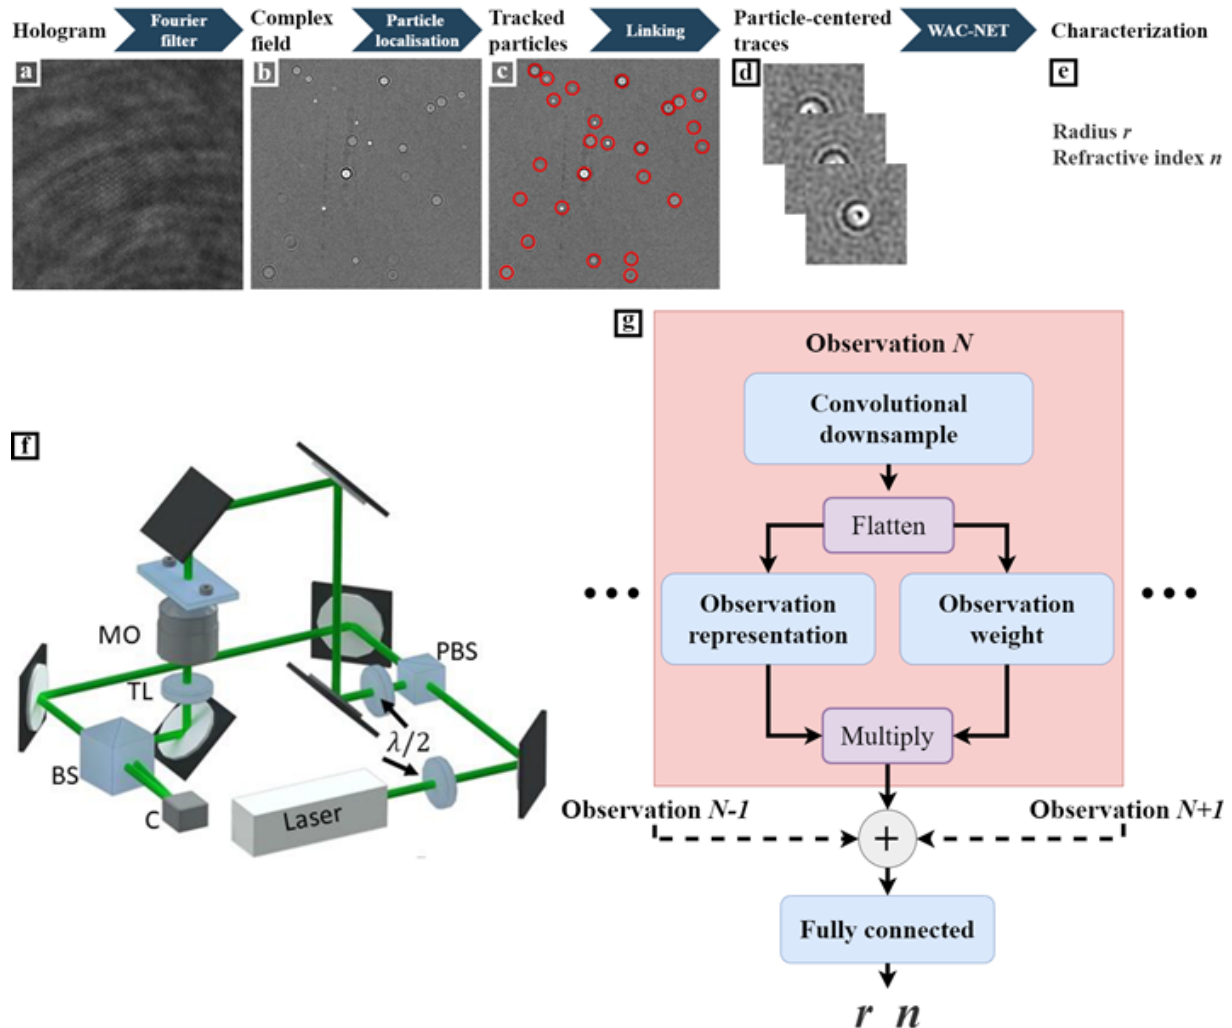 Hologram
Fourier
filter
Complex
field
Particle
localisation
Tracked
particles
Linking
Particle-centered
traces
WAC-NET
Characterization
a
b
c
d
e
Radius r
Refractive index n
f
MO
TL
BS
C
Laser
λ/2
PBS
g
Observation N
Convolutional
downsample
Flatten
Observation
representation
Observation
weight
Multiply
Observation N-1
Observation N+1
+
Fully connected
r n